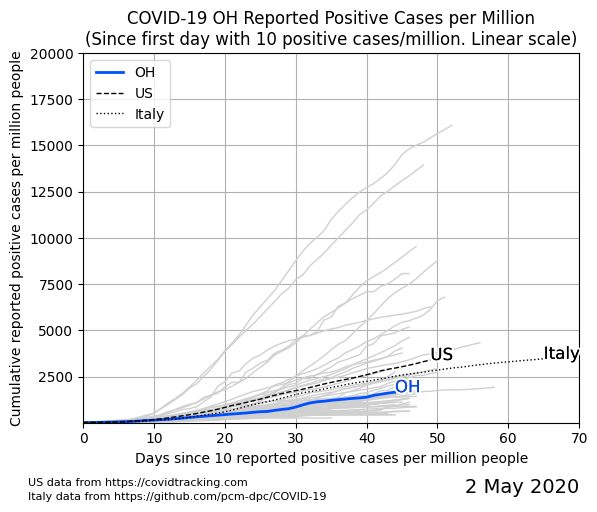 COVID-19 OH Reported Positive Cases per Million
(Since first day with 10 positive cases/million. Linear scale)
Cumulative reported positive cases per million people
20000
17500
15000
12500
10000
7500
5000
2500
OH
US
Italy
US
Italy
OH
0 10 20 30 40 50 60 70
Days since 10 reported positive cases per million people
US data from https://covidtracking.com
Italy data from https://github.com/pcm-dpc/COVID-19
2 May 2020